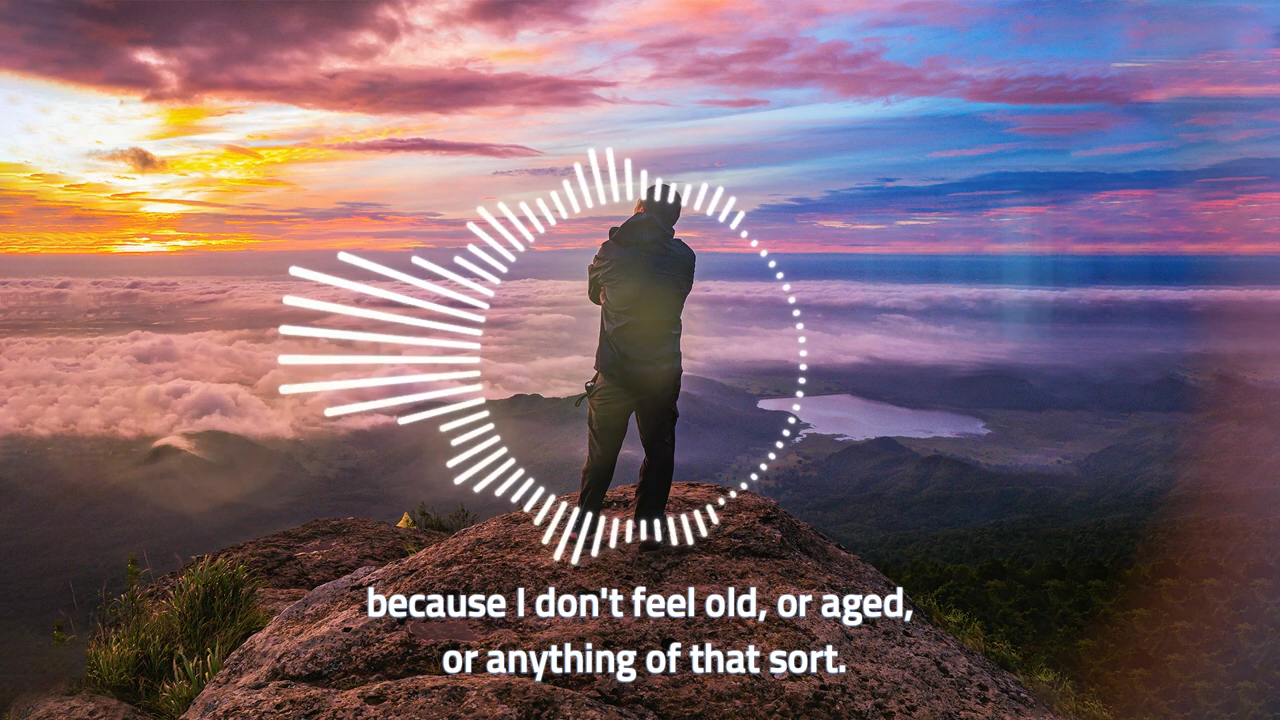 because I don't feel old, or aged,
or anything of that sort.